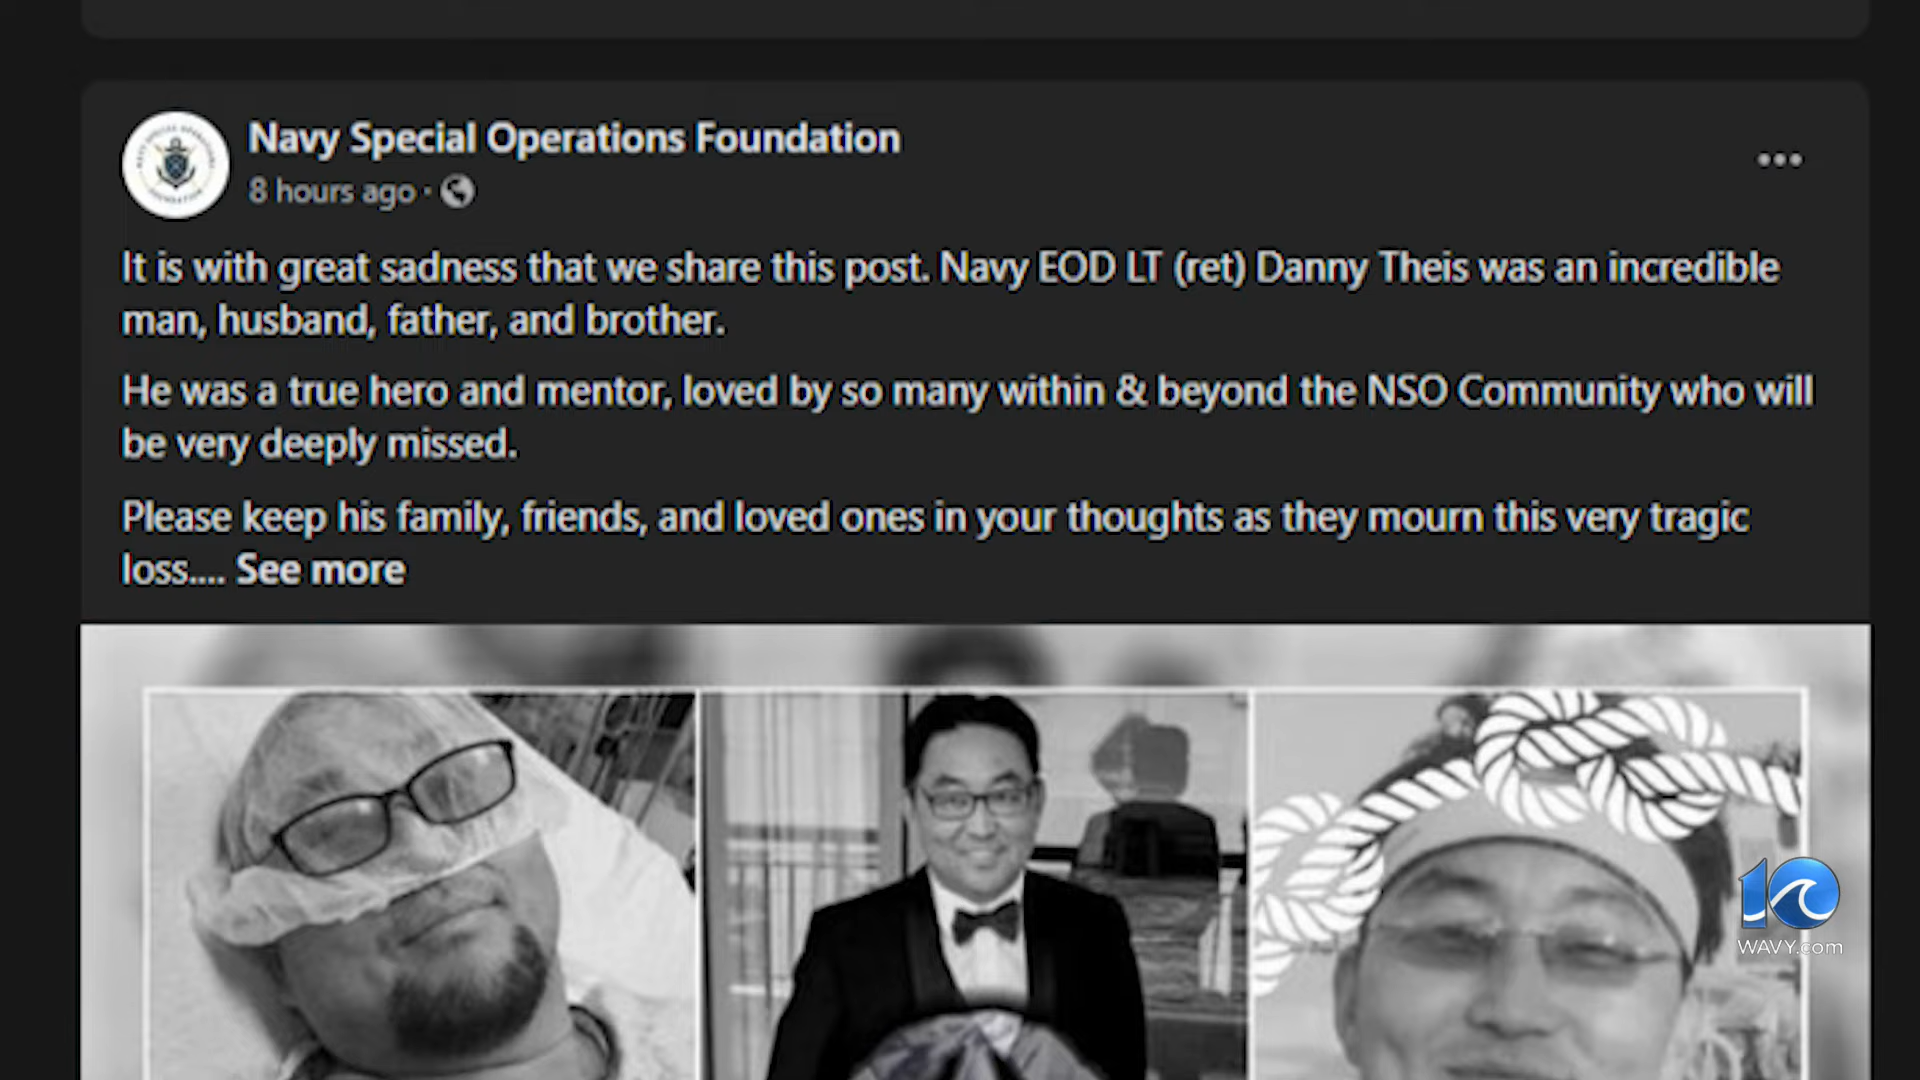 Navy Special Operations Foundation
8 hours ago ·
It is with great sadness that we share this post. Navy EOD LT (ret) Danny Theis was an incredible
man, husband, father, and brother.
He was a true hero and mentor, loved by so many within & beyond the NSO Community who will
be very deeply missed.
Please keep his family, friends, and loved ones in your thoughts as they mourn this very tragic
loss.... See more
10
WAVY.com